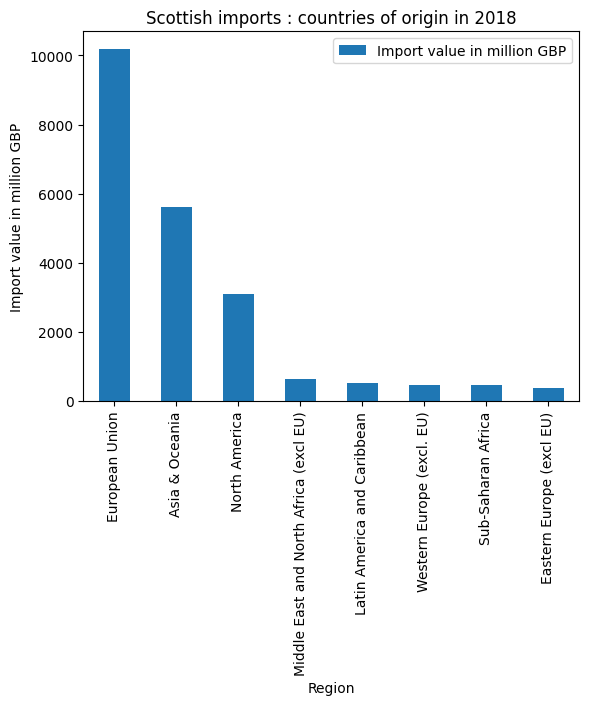 Scottish imports : countries of origin in 2018
Import value in million GBP
Import value in million GBP
10000
8000
6000
4000
2000
0
European Union
Asia & Oceania
North America
Middle East and North Africa (excl EU)
Latin America and Caribbean
Western Europe (excl. EU)
Sub-Saharan Africa
Eastern Europe (excl EU)
Region